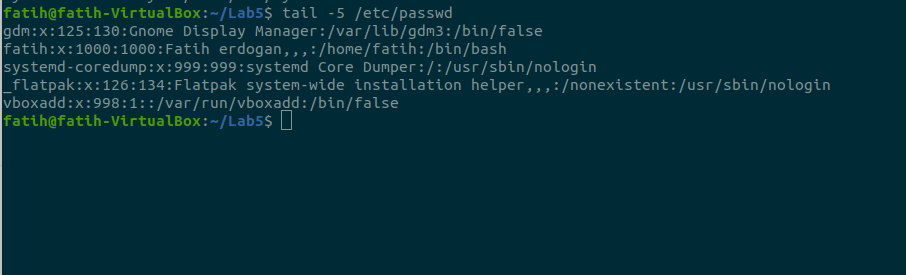 fatih@fatih-VirtualBox:~/Lab5$ tail -5 /etc/passwd
gdm:x:125:130:Gnome Display Manager:/var/lib/gdm3:/bin/false
fatih:x:1000:1000:Fatih erdogan,,,:/home/fatih:/bin/bash
systemd-coredump:x:999:999:systemd Core Dumper:/:/usr/sbin/nologin
_flatpak:x:126:134:Flatpak system-wide installation helper,,,:/nonexistent:/usr/sbin/nologin
vboxadd:x:998:1::/var/run/vboxadd:/bin/false
fatih@fatih-VirtualBox:~/Lab5$